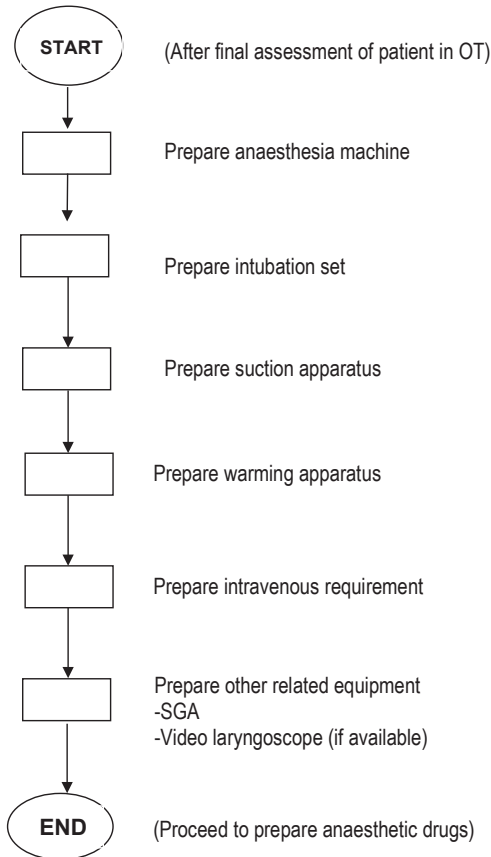 START
(After final assessment of patient in OT)
Prepare anaesthesia machine
Prepare intubation set
Prepare suction apparatus
Prepare warming apparatus
Prepare intravenous requirement
Prepare other related equipment
-SGA
-Video laryngoscope (if available)
END
(Proceed to prepare anaesthetic drugs)